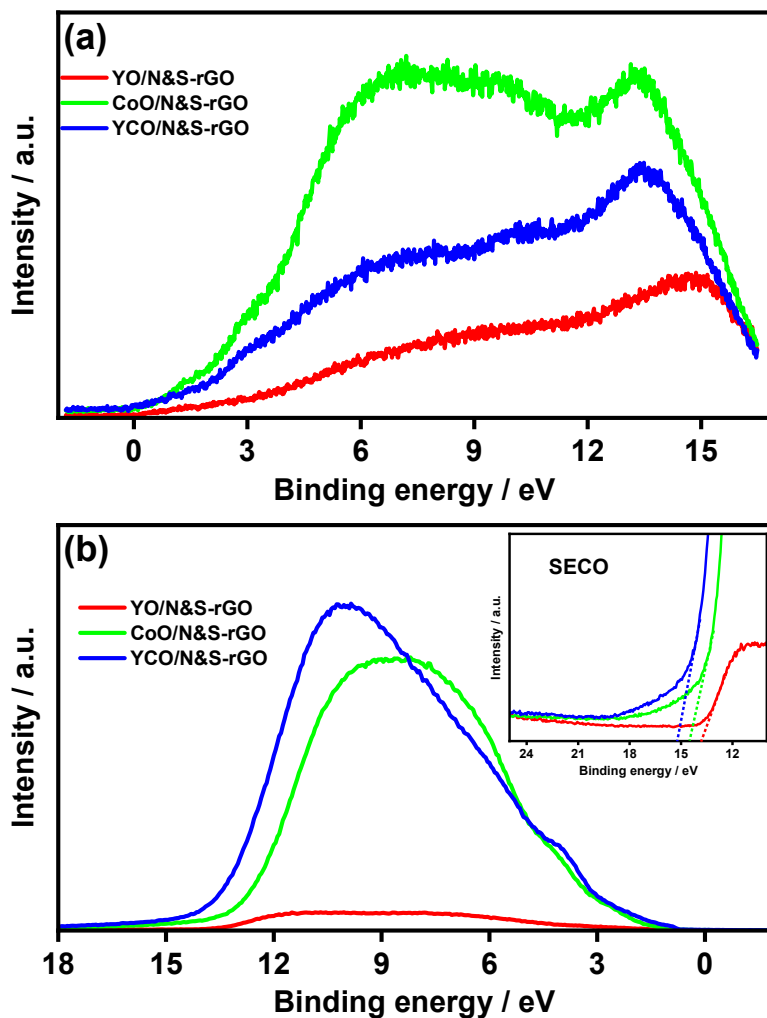 (a)
YO/N&S-rGO
CoO/N&S-rGO
YCO/N&S-rGO
Intensity / a.u.
0 3 6 9 12 15
Binding energy / eV
(b)
YO/N&S-rGO
CoO/N&S-rGO
YCO/N&S-rGO
Intensity / a.u.
SECO
Intensity / a.u.
24 21 18 15 12
Binding energy / eV
18 15 12 9 6 3 0
Binding energy / eV